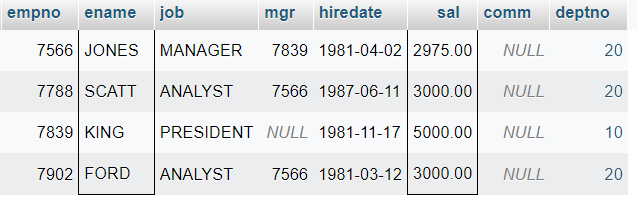 empno ename job mgr hiredate sal comm deptno
7566 JONES MANAGER 7839 1981-04-02 2975.00 NULL 20
7788 SCATT ANALYST 7566 1987-06-11 3000.00 NULL 20
7839 KING PRESIDENT NULL 1981-11-17 5000.00 NULL 10
7902 FORD ANALYST 7566 1981-03-12 3000.00 NULL 20